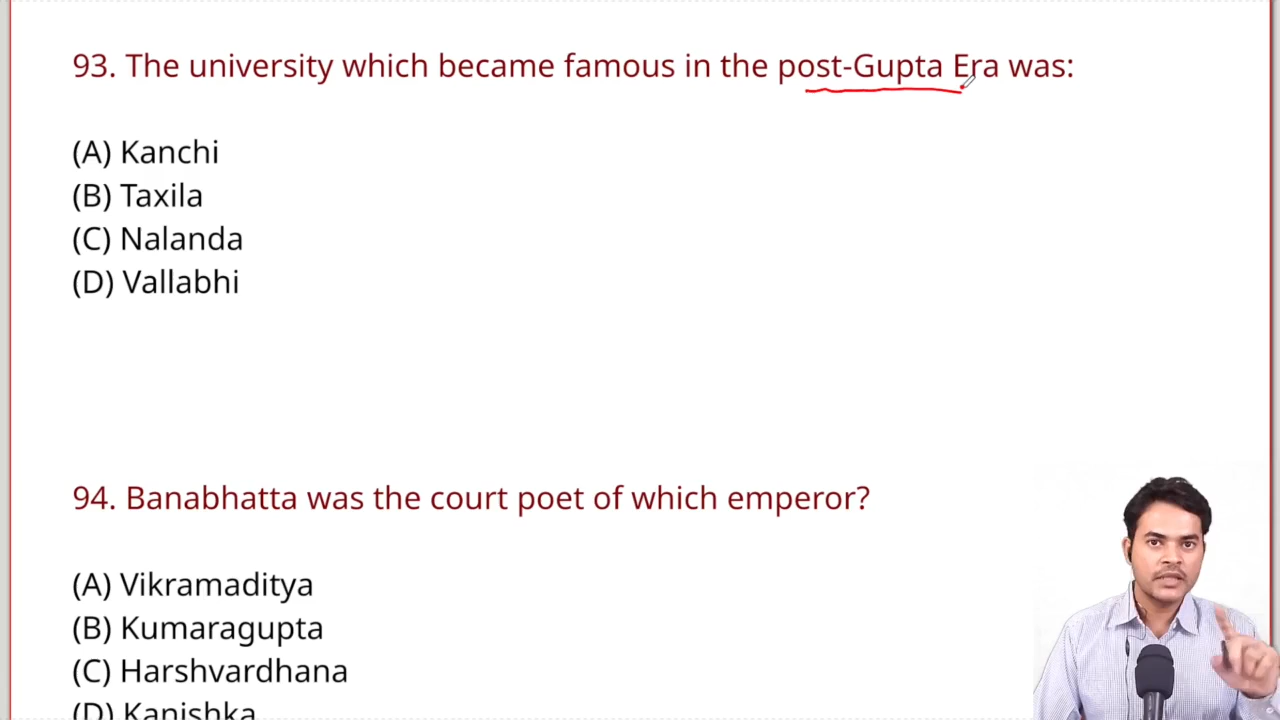 93. The university which became famous in the post-Gupta Era was:
(A) Kanchi
(B) Taxila
(C) Nalanda
(D) Vallabhi
94. Banabhatta was the court poet of which emperor?
(A) Vikramaditya
(B) Kumaragupta
(C) Harshvardhana
(D) Kanishka